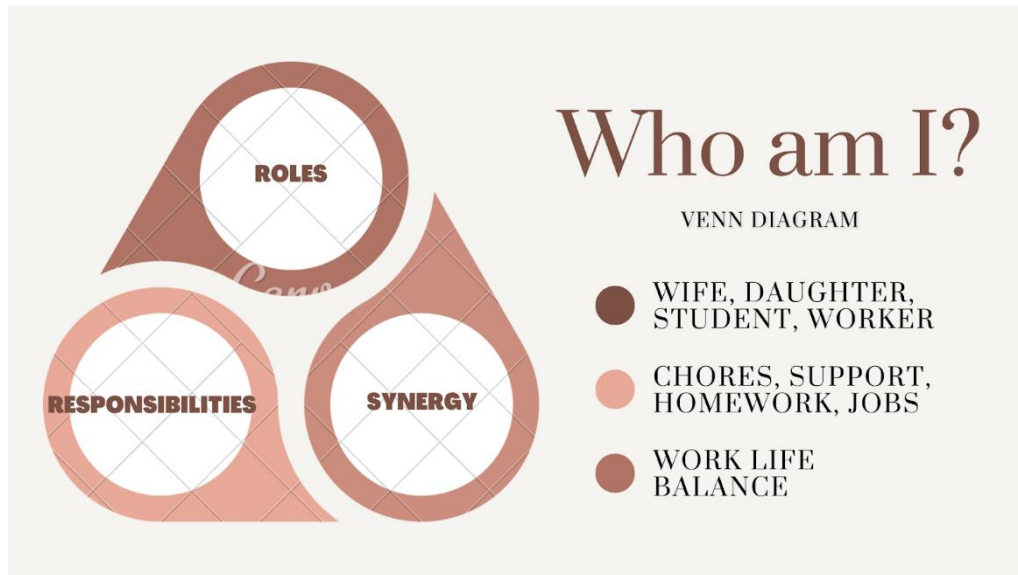 Who am I?
VENN DIAGRAM
ROLES
RESPONSIBILITIES
SYNERGY
WIFE, DAUGHTER,
STUDENT, WORKER
CHORES, SUPPORT,
HOMEWORK, JOBS
WORK LIFE
BALANCE